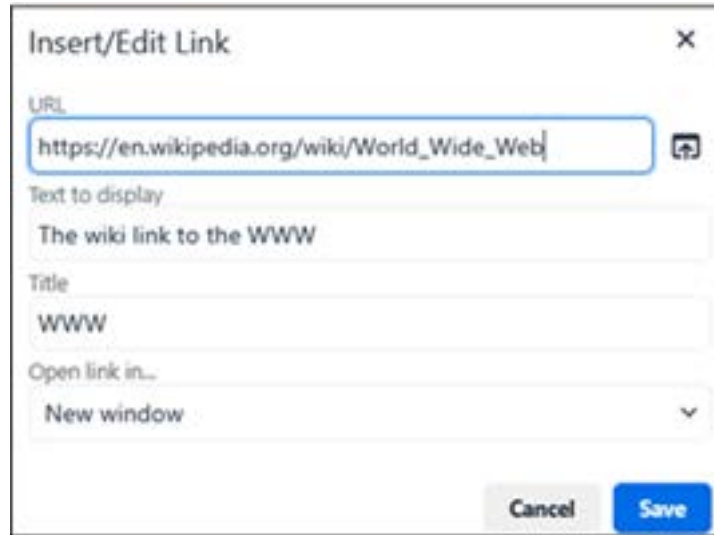 Insert/Edit Link
URL
https://en.wikipedia.org/wiki/World_Wide_Web
Text to display
The wiki link to the WWW
Title
WWW
Open link in...
New window
Cancel Save